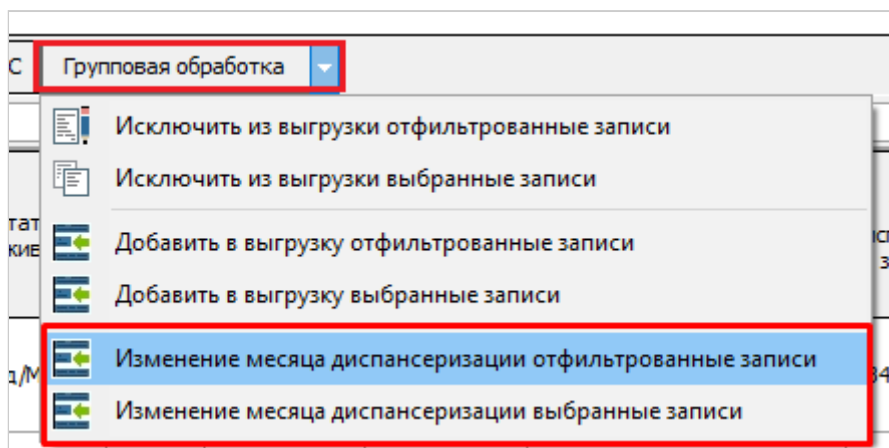 С Групповая обработка
Исключить из выгрузки отфильтрованные записи
Исключить из выгрузки выбранные записи
Добавить в выгрузку отфильтрованные записи
Добавить в выгрузку выбранные записи
Изменение месяца диспансеризации отфильтрованные записи
Изменение месяца диспансеризации выбранные записи